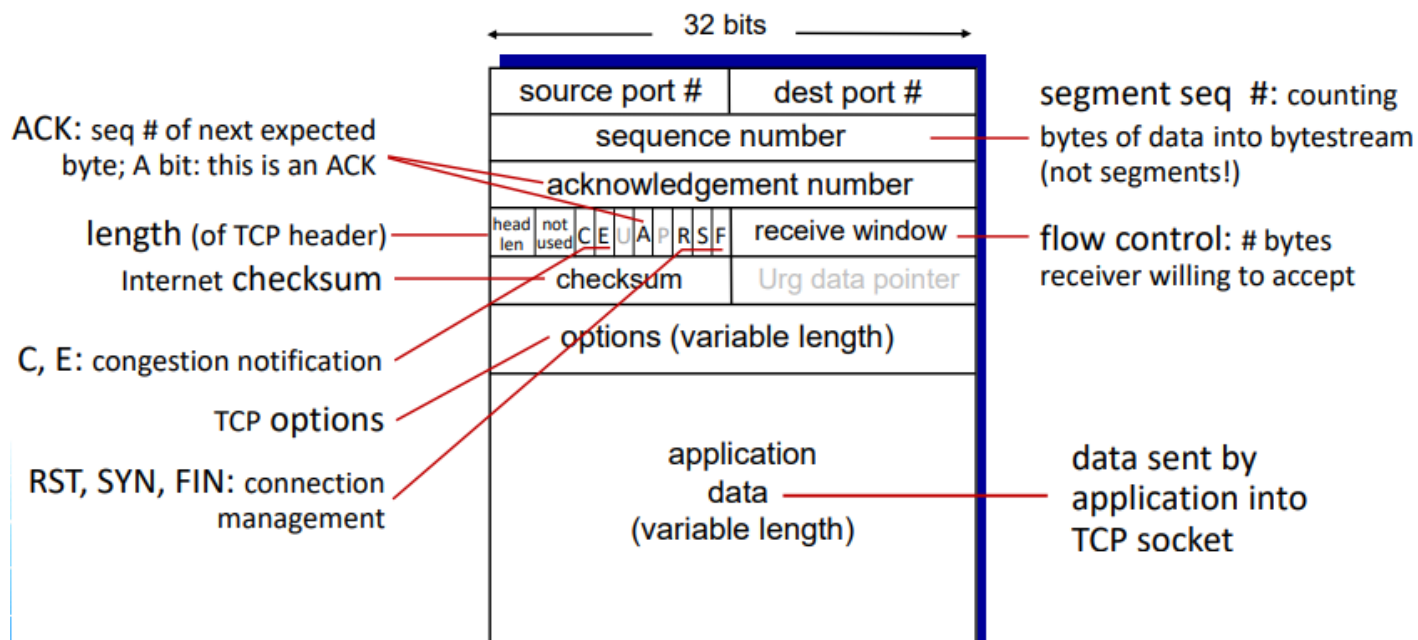 32 bits
source port # dest port #
segment seq #: counting
bytes of data into bytestream
(not segments!)
ACK: seq # of next expected
byte; A bit: this is an ACK
sequence number
acknowledgement number
length (of TCP header)
head
len
not
used
C E U A P R S F
receive window
flow control: # bytes
receiver willing to accept
Internet checksum
checksum
Urg data pointer
C, E: congestion notification
options (variable length)
TCP options
RST, SYN, FIN: connection
management
application
data
(variable length)
data sent by
application into
TCP socket